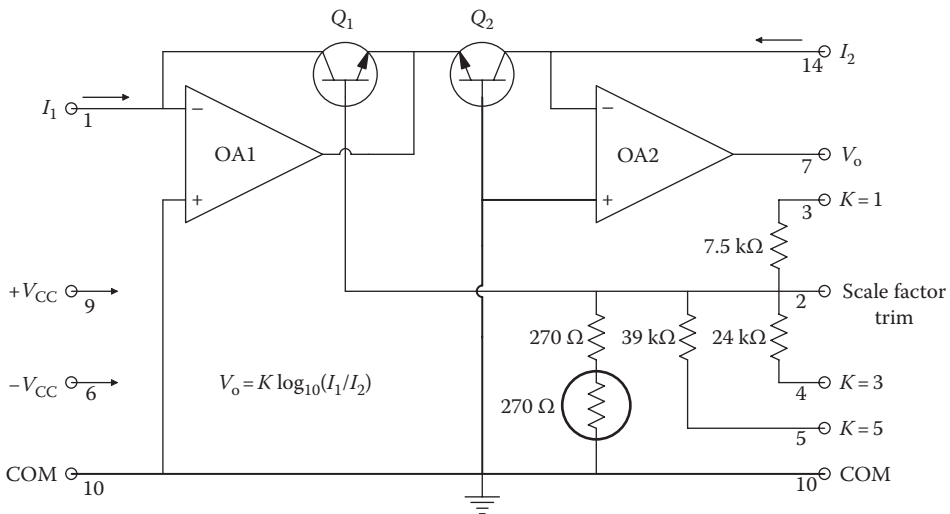 Q1
Q2
I1
1
OA1
−
+
−
+
OA2
14
I2
7
Vo
3
K = 1
7.5 kΩ
+VCC
9
2
Scale factor
trim
270 Ω
39 kΩ
24 kΩ
−VCC
6
Vo = K log10(I1/I2)
270 Ω
4
K = 3
5
K = 5
COM
10
10
COM